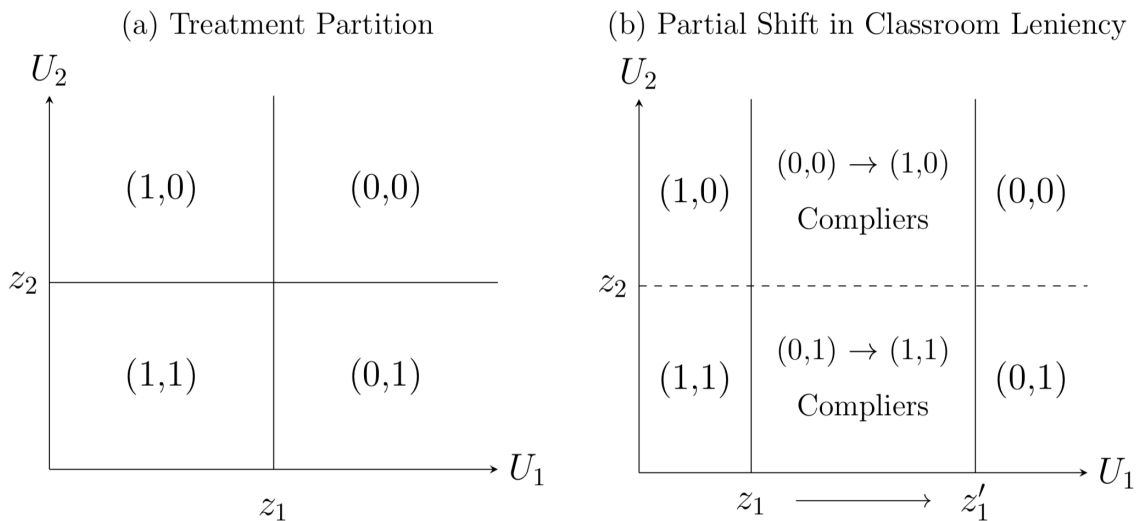 (a) Treatment Partition
U₂
(1,0)
(0,0)
z₂
(1,1)
(0,1)
U₁
z₁
(b) Partial Shift in Classroom Leniency
U₂
(1,0)
(0,0) → (1,0)
Compliers
(0,0)
z₂
(1,1)
(0,1) → (1,1)
Compliers
(0,1)
U₁
z₁ ⟶ z₁′